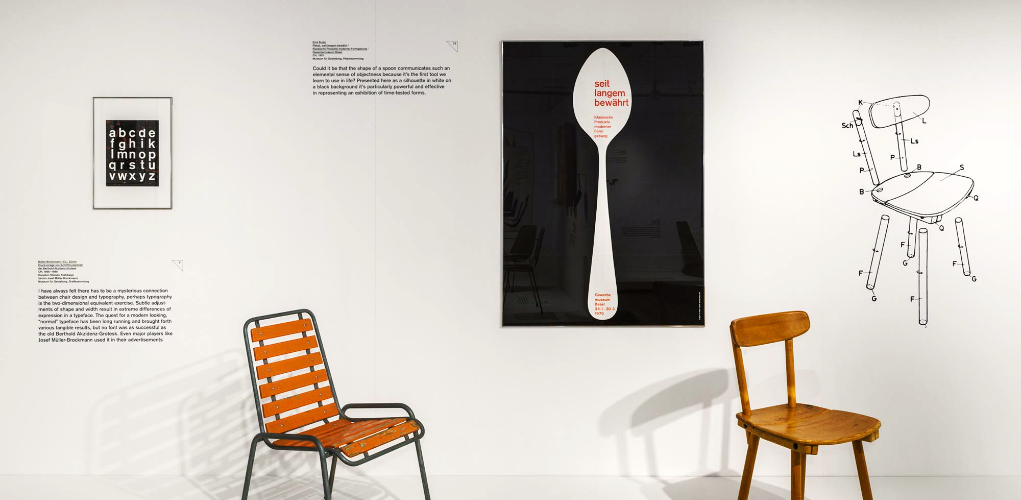 Could it be that the shape of a spoon communicates such an
elemental sense of objectness because it's the first tool we
learn to use in life? Presented here as a silhouette in white on
a black background it's particularly powerful and effective
in representing an exhibition of time-tested forms.
abcde
fghik
lmnop
qrstu
vwxyz
I have always felt there has to be a mysterious connection
between chair design and typography, perhaps typography
is the two-dimensional equivalent exercise. Subtle adjust-
ments of shape and width result in extreme differences of
expression in a typeface. The quest for a modern looking,
"normal" typeface has been long running and brought forth
various tangible results, but no font was as successful as
the old Berthold Akzidenz-Grotesk. Even major players like
Josef Müller-Brockmann used it in their advertisements.
seit
langem
bewährt
Klassische
Produkte
moderner
Gewerbe
museum
Basel
1970
K
L
Sch
Ls
Ls
P
P
B
S
B
Q
Q
F
G
F
G
G
F